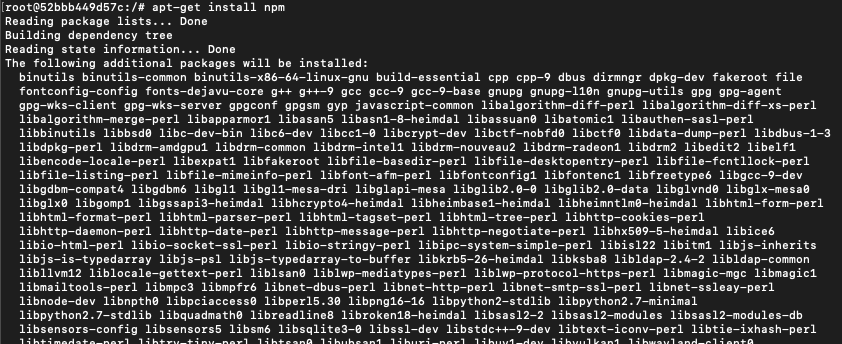 [root@52bbb449d57c:/# apt-get install npm
Reading package lists... Done
Building dependency tree
Reading state information... Done
The following additional packages will be installed:
binutils binutils-common binutils-x86-64-linux-gnu build-essential cpp cpp-9 dbus dirmngr dpkg-dev fakeroot file
fontconfig-config fonts-dejavu-core g++ g++-9 gcc gcc-9 gcc-9-base gnupg gnupg-l10n gnupg-utils gpg gpg-agent
gpg-wks-client gpg-wks-server gpgconf gpgsm gyp javascript-common libalgorithm-diff-perl libalgorithm-diff-xs-perl
libalgorithm-merge-perl libapparmor1 libasan5 libasn1-8-heimdal libassuan0 libatomic1 libauthen-sasl-perl
libbinutils libbsd0 libc-dev-bin libc6-dev libcc1-0 libcrypt-dev libctf-nobfd0 libctf0 libdata-dump-perl libdbus-1-3
libdpkg-perl libdrm-amdgpu1 libdrm-common libdrm-intel1 libdrm-nouveau2 libdrm-radeon1 libdrm2 libedit2 libelf1
libencode-locale-perl libexpat1 libfakeroot libfile-basedir-perl libfile-desktopentry-perl libfile-fcntllock-perl
libfile-listing-perl libfile-mimeinfo-perl libfont-afm-perl libfontconfig1 libfontenc1 libfreetype6 libgcc-9-dev
libgdbm-compat4 libgdbm6 libgl1 libgl1-mesa-dri libglapi-mesa libglib2.0-0 libglib2.0-data libglvnd0 libglx-mesa0
libglx0 libgomp1 libgssapi3-heimdal libhcrypto4-heimdal libheimbase1-heimdal libheimntlm0-heimdal libhtml-form-perl
libhtml-format-perl libhtml-parser-perl libhtml-tagset-perl libhtml-tree-perl libhttp-cookies-perl
libhttp-daemon-perl libhttp-date-perl libhttp-message-perl libhttp-negotiate-perl libhx509-5-heimdal libice6
libio-html-perl libio-socket-ssl-perl libio-stringy-perl libipc-system-simple-perl libisl22 libitm1 libjs-inherits
libjs-is-typedarray libjs-psl libjs-typedarray-to-buffer libkrb5-26-heimdal libksba8 libldap-2.4-2 libldap-common
libllvm12 liblocale-gettext-perl liblsan0 liblwp-mediatypes-perl liblwp-protocol-https-perl libmagic-mgc libmagic1
libmailtools-perl libmpc3 libmpfr6 libnet-dbus-perl libnet-http-perl libnet-smtp-ssl-perl libnet-ssleay-perl
libnode-dev libnpth0 libpciaccess0 libperl5.30 libpng16-16 libpython2-stdlib libpython2.7-minimal
libpython2.7-stdlib libquadmath0 libreadline8 libroken18-heimdal libsasl2-2 libsasl2-modules libsasl2-modules-db
libsensors-config libsensors5 libsm6 libsqlite3-0 libssl-dev libstdc++-9-dev libtext-iconv-perl libtie-ixhash-perl
libtimedate-perl libtry-tiny-perl libtsan0 libubsan1 liburi-perl libuv1-dev libvulkan1 libwayland-client0